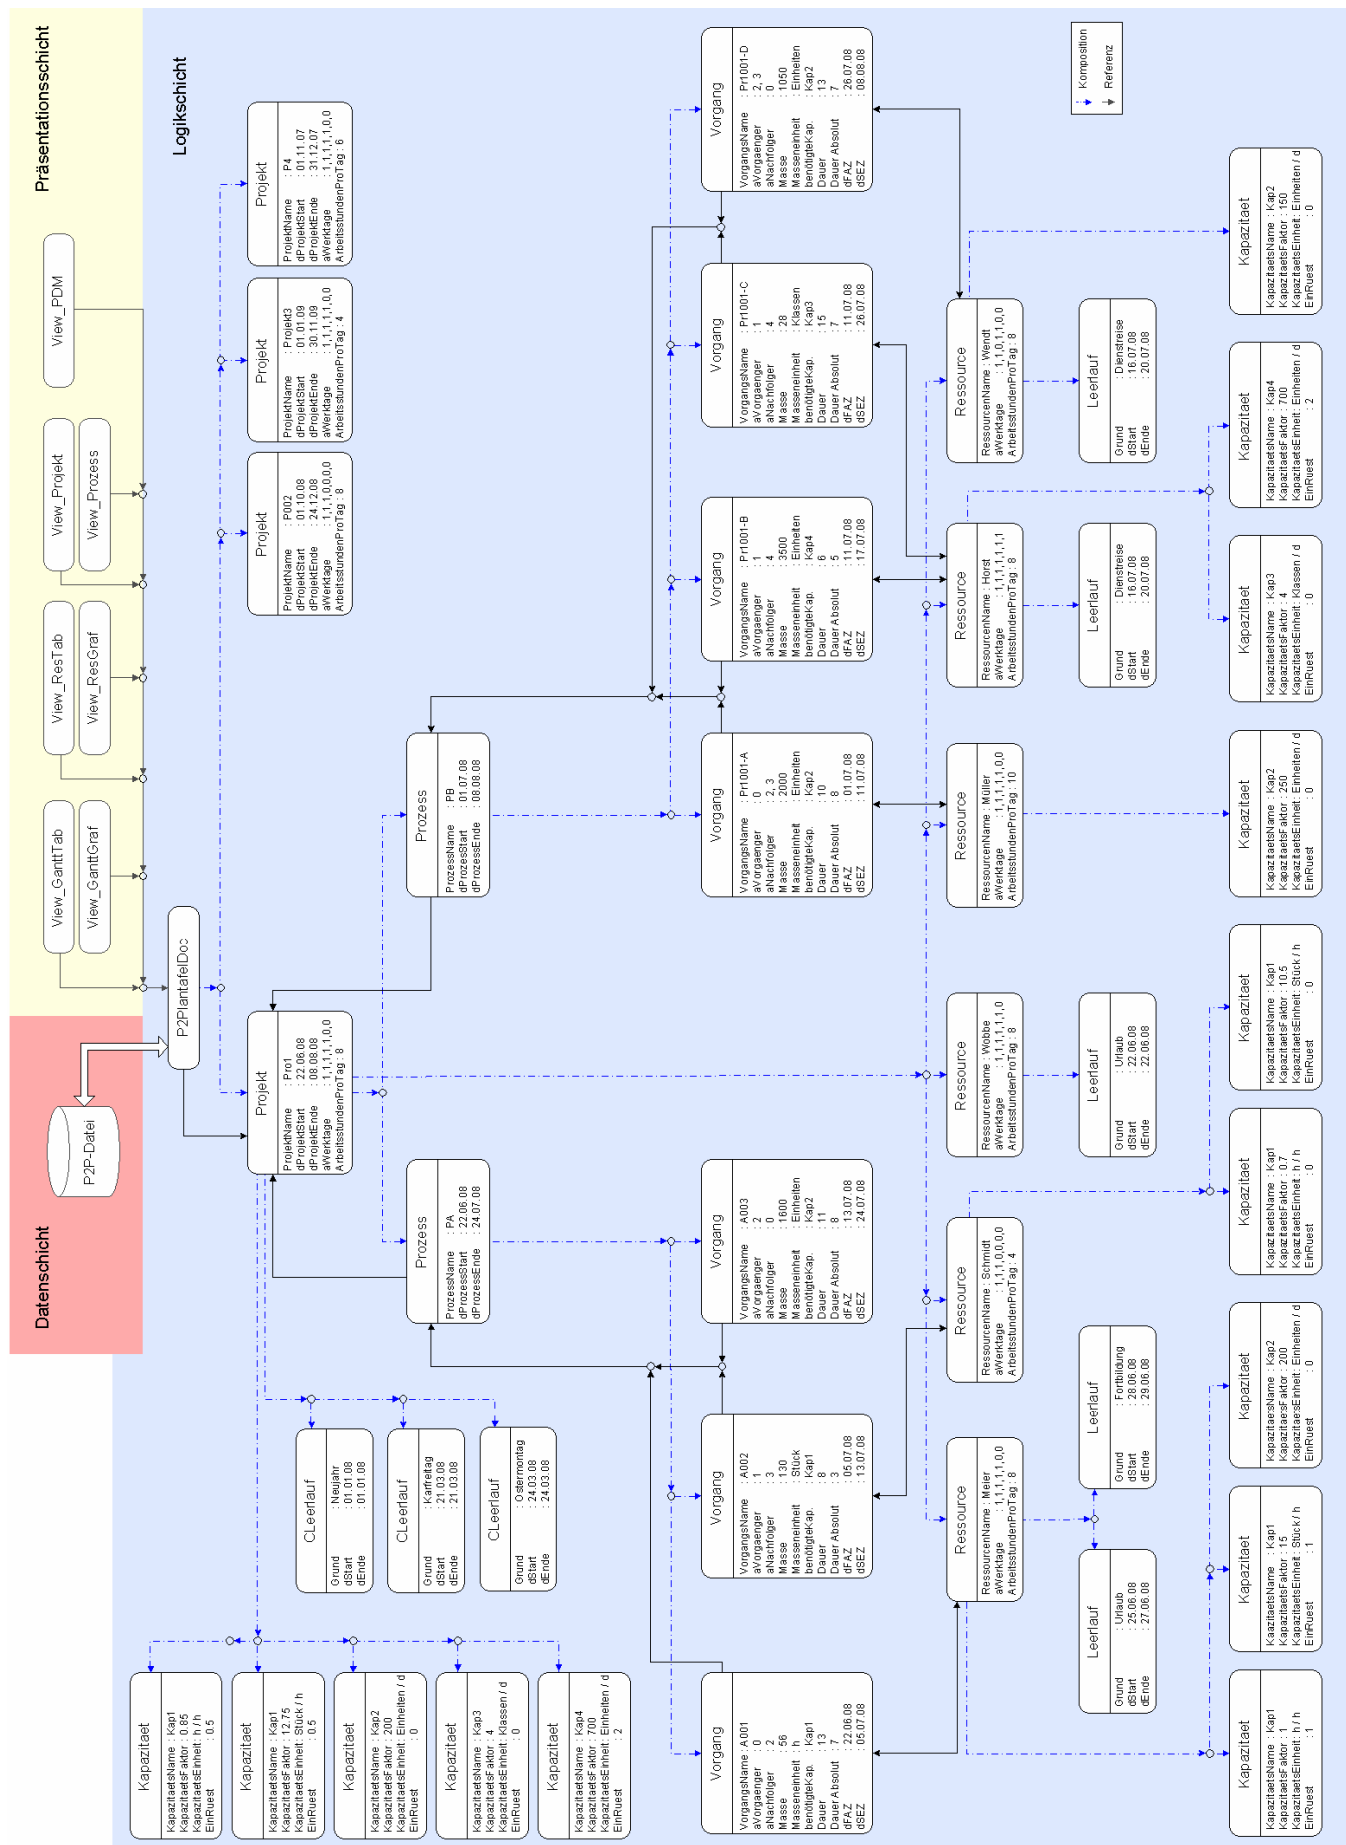 Datenschicht
Präsentationsschicht
Logikschicht
P2P-Datei
P2PlantafelDoc
View_GanttTab
View_GanttGraf
View_ResTab
View_ResGraf
View_Projekt
View_Prozess
View_PDM
Komposition
Referenz
Kapazitaet
KapazitaetsName : Kap1
KapazitaetsFaktor : 0.85
KapazitaetsEinheit: h / h
EinRuest : 0.5
Kapazitaet
KapazitaetsName : Kap1
KapazitaetsFaktor : 12.75
KapazitaetsEinheit: Stück / h
EinRuest : 0.5
Kapazitaet
KapazitaetsName : Kap2
KapazitaetsFaktor : 200
KapazitaetsEinheit: Einheiten / d
EinRuest : 0
Kapazitaet
KapazitaetsName : Kap3
KapazitaetsFaktor : 4
KapazitaetsEinheit: Klassen / d
EinRuest : 0
Kapazitaet
KapazitaetsName : Kap4
KapazitaetsFaktor : 700
KapazitaetsEinheit: Einheiten / d
EinRuest : 2
CLeerlauf
Grund : Neujahr
dStart : 01.01.08
dEnde : 01.01.08
CLeerlauf
Grund : Karfreitag
dStart : 21.03.08
dEnde : 21.03.08
CLeerlauf
Grund : Ostermontag
dStart : 24.03.08
dEnde : 24.03.08
Projekt
ProjektName : Pro1
dProjektStart : 22.06.08
dProjektEnde : 08.08.08
aWerktage : 1,1,1,1,1,0,0
ArbeitsstundenProTag : 8
Projekt
ProjektName : P002
dProjektStart : 01.10.08
dProjektEnde : 24.12.08
aWerktage : 1,1,1,0,0,0,0
ArbeitsstundenProTag : 8
Projekt
ProjektName : Projekt3
dProjektStart : 01.01.09
dProjektEnde : 30.11.09
aWerktage : 1,1,1,1,1,0,0
ArbeitsstundenProTag : 4
Projekt
ProjektName : P4
dProjektStart : 01.11.07
dProjektEnde : 31.12.07
aWerktage : 1,1,1,1,1,0,0
ArbeitsstundenProTag : 6
Prozess
ProzessName : PA
dProzessStart : 22.06.08
dProzessEnde : 24.07.08
Prozess
ProzessName : PB
dProzesStart : 01.07.08
dProzessEnde : 08.08.08
Vorgang
VorgangsName : A001
aVorgaenger : 0
aNachfolger : 2
Masse : 56
Masseneinheit : h
benötigteKap. : Kap1
Dauer : 13
Dauer Absolut : 7
dFAZ : 22.06.08
dSEZ : 05.07.08
Vorgang
VorgangsName : A002
aVorgaenger : 1
aNachfolger : 3
Masse : 130
Masseneinheit : Stück
benötigteKap. : Kap1
Dauer : 8
Dauer Absolut : 3
dFAZ : 05.07.08
dSEZ : 13.07.08
Vorgang
VorgangsName : A003
aVorgaenger : 2
aNachfolger : 0
Masse : 1600
Masseneinheit : Einheiten
benötigteKap. : Kap2
Dauer : 11
Dauer Absolut : 8
dFAZ : 13.07.08
dSEZ : 24.07.08
Vorgang
VorgangsName : Pr1001-A
aVorgaenger : 0
aNachfolger : 2, 3
Masse : 2000
Masseneinheit : Einheiten
benötigteKap. : Kap2
Dauer : 10
Dauer Absolut : 8
dFAZ : 01.07.08
dSEZ : 11.07.08
Vorgang
VorgangsName : Pr1001-B
aVorgaenger : 1
aNachfolger : 4
Masse : 3500
Masseneinheit : Einheiten
benötigteKap. : Kap4
Dauer : 6
Dauer Absolut : 5
dFAZ : 11.07.08
dSEZ : 17.07.08
Vorgang
VorgangsName : Pr1001-C
aVorgaenger : 1
aNachfolger : 4
Masse : 28
Masseneinheit : Klassen
benötigteKap. : Kap3
Dauer : 15
Dauer Absolut : 7
dFAZ : 11.07.08
dSEZ : 26.07.08
Vorgang
VorgangsName : Pr1001-D
aVorgaenger : 2, 3
aNachfolger : 0
Masse : 1050
Masseneinheit : Einheiten
benötigteKap. : Kap2
Dauer : 13
Dauer Absolut : 7
dFAZ : 26.07.08
dSEZ : 08.08.08
Ressource
RessourcenName : Meier
aWerktage : 1,1,1,1,1,0,0
ArbeitsstundenProTag : 8
Ressource
RessourcenName : Schmidt
aWerktage : 1,1,1,0,0,0,0
ArbeitsstundenProTag : 4
Ressource
RessourcenName : Wobbe
aWerktage : 1,1,1,1,1,1,0
ArbeitsstundenProTag : 8
Ressource
RessourcenName : Müller
aWerktage : 1,1,1,1,1,0,0
ArbeitsstundenProTag : 10
Ressource
RessourcenName : Horst
aWerktage : 1,1,1,1,1,1,1
ArbeitsstundenProTag : 8
Ressource
RessourcenName : Wendt
aWerktage : 1,1,0,1,1,0,0
ArbeitsstundenProTag : 8
Leerlauf
Grund : Urlaub
dStart : 25.06.08
dEnde : 27.06.08
Leerlauf
Grund : Fortbildung
dStart : 28.06.08
dEnde : 29.06.08
Leerlauf
Grund : Urlaub
dStart : 22.06.08
dEnde : 22.06.08
Leerlauf
Grund : Dienstreise
dStart : 16.07.08
dEnde : 20.07.08
Leerlauf
Grund : Dienstreise
dStart : 16.07.08
dEnde : 20.07.08
Kapazitaet
KapazitaetsName : Kap1
KapazitaetsFaktor : 1
KapazitaetsEinheit: h / h
EinRuest : 1
Kapazitaet
KaazitaetsName : Kap1
KapazitaetsFaktor : 15
KapazitaetsEinheit: Stück / h
EinRuest : 1
Kapazitaet
KapazitaetsName : Kap2
KapazitaetsFaktor : 200
KapazitaetsEinheit: Einheiten / d
EinRuest : 0
Kapazitaet
KapazitaetsName : Kap1
KapazitaetsFaktor : 0.7
KapazitaetsEinheit: h / h
EinRuest : 0
Kapazitaet
KapazitaetsName : Kap1
KapazitaetsFaktor : 10.5
KapazitaetsEinheit: Stück / h
EinRuest : 0
Kapazitaet
KapazitaetsName : Kap2
KapazitaetsFaktor : 250
KapazitaetsEinheit: Einheiten / d
EinRuest : 0
Kapazitaet
KapazitaetsName : Kap3
KapazitaetsFaktor : 4
KapazitaetsEinheit: Klassen / d
EinRuest : 0
Kapazitaet
KapazitaetsName : Kap4
KapazitaetsFaktor : 700
KapazitaetsEinheit: Einheiten / d
EinRuest : 2
Kapazitaet
KapazitaetsName : Kap2
KapazitaetsFaktor : 150
KapazitaetsEinheit: Einheiten / d
EinRuest : 0